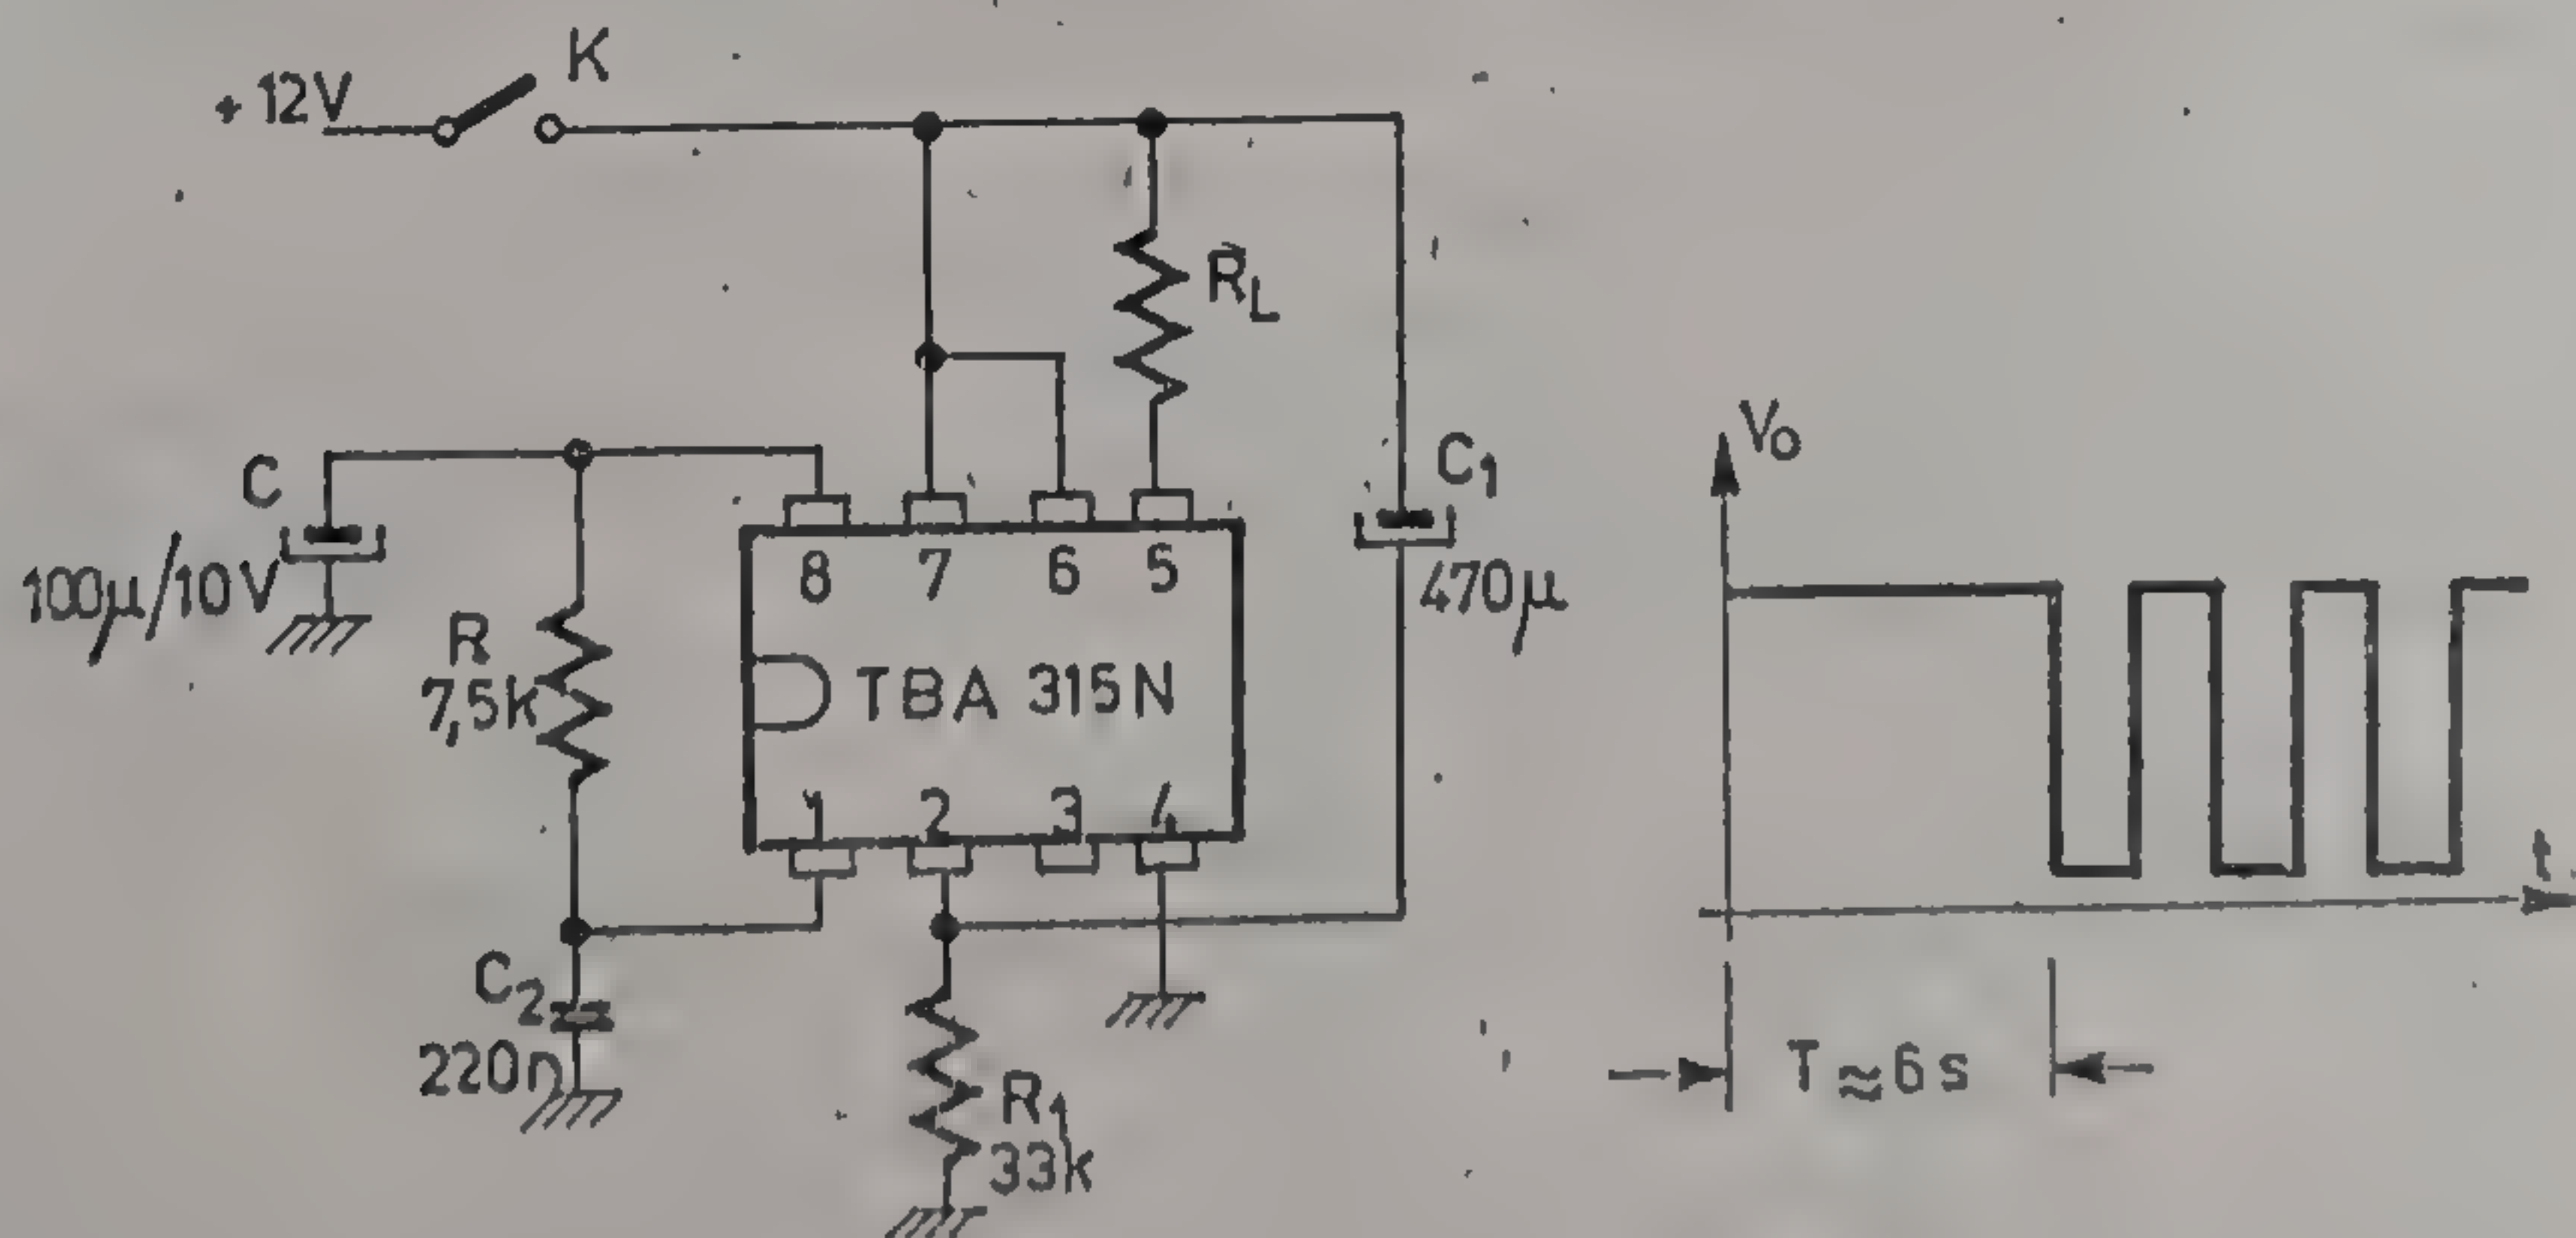 +12V
K
RL
C
100µ/10V
C1
470µ
R
7,5k
8 7 6 5
TBA 315N
1 2 3 4
C2
220n
R1
33k
Vo
t
T ≈ 6s